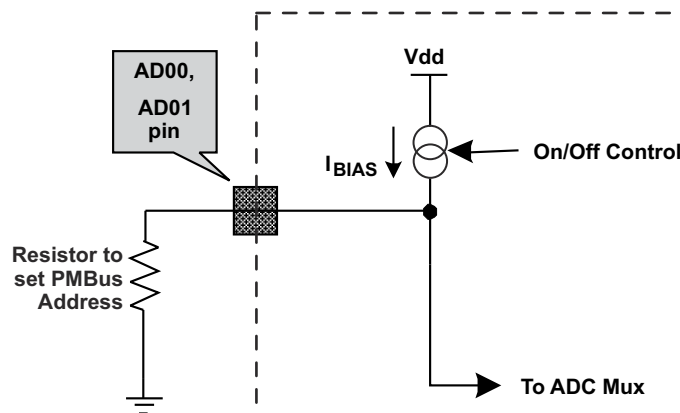 AD00,
AD01
pin
Vdd
I BIAS
On/Off Control
Resistor to
set PMBus
Address
To ADC Mux